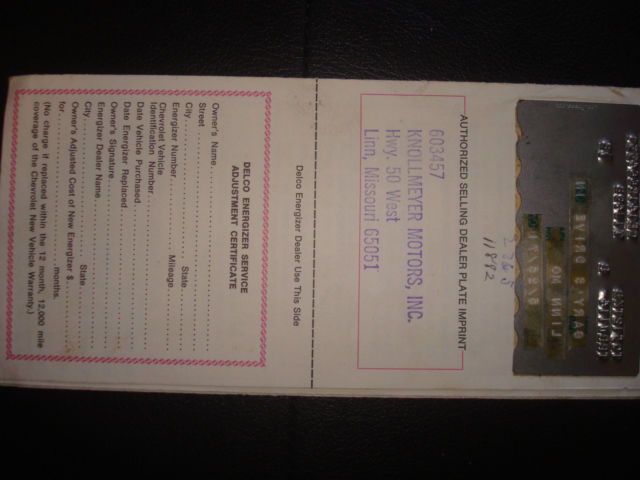 AUTHORIZED SELLING DEALER PLATE IMPRINT
603457
KNOLLMEYER MOTORS, INC.
Hwy. 50 West
Linn, Missouri 65051
11892
Delco Energizer Dealer Use This Side
DELCO ENERGIZER SERVICE
ADJUSTMENT CERTIFICATE
Owner's Name
Street
City State
Energizer Number Mileage
Chevrolet Vehicle
Identification Number
Date Vehicle Purchased
Date Energizer Replaced
Owner's Signature
Energizer Dealer Name
City State
Owner's Adjusted Cost of New Energizer $
for months.
(No charge if replaced within the 12 month, 12,000 mile
coverage of the Chevrolet New Vehicle Warranty.)